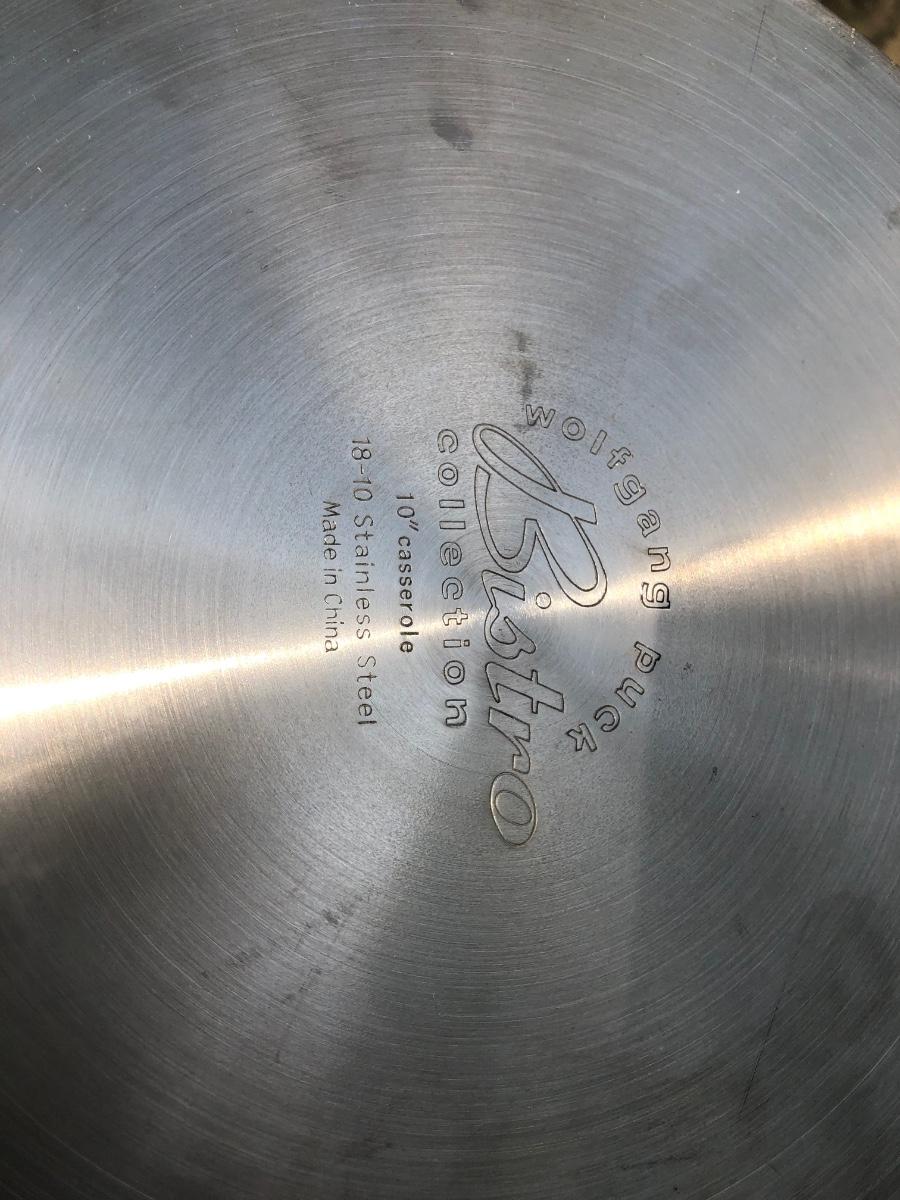 wolfgang puck
Bistro
collection
10" casserole
18-10 Stainless Steel
Made in China